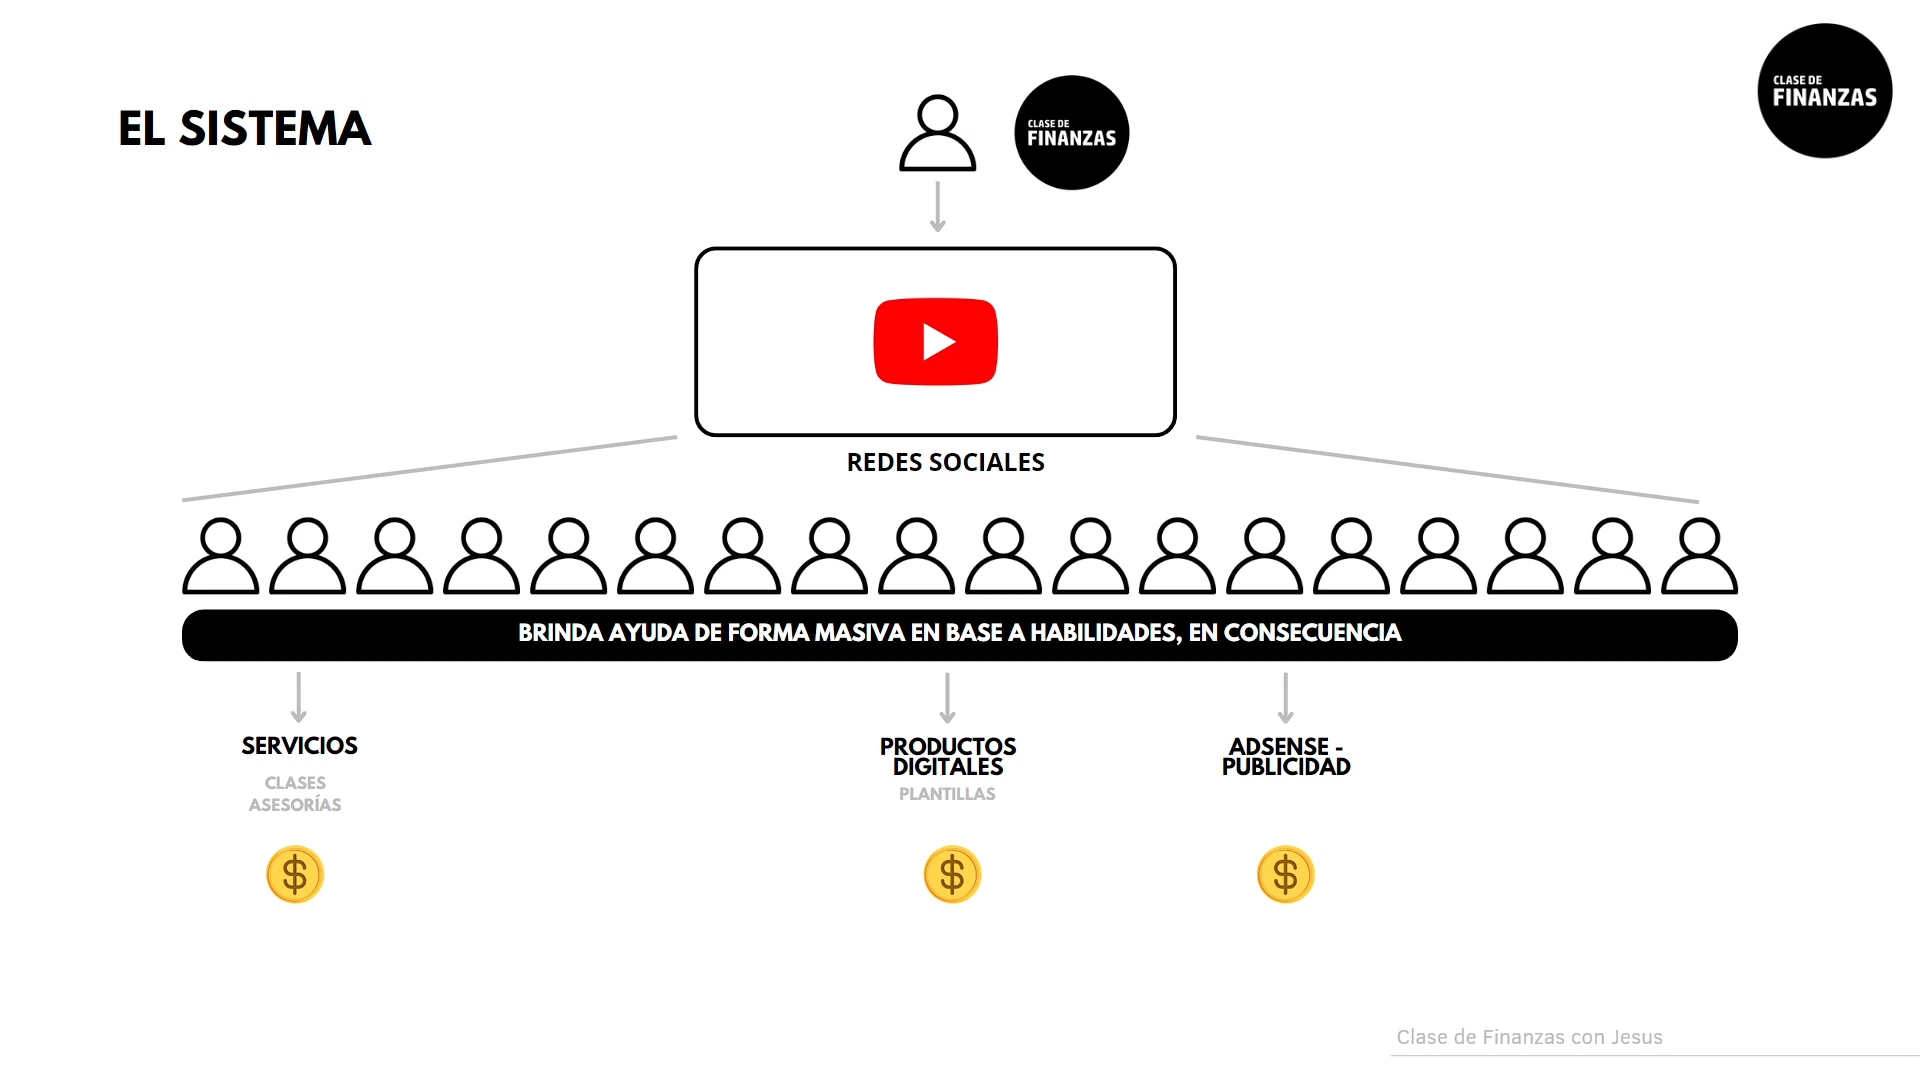 CLASE DE
FINANZAS
EL SISTEMA
CLASE DE
FINANZAS
REDES SOCIALES
BRINDA AYUDA DE FORMA MASIVA EN BASE A HABILIDADES, EN CONSECUENCIA
SERVICIOS
CLASES
ASESORÍAS
PRODUCTOS
DIGITALES
PLANTILLAS
ADSENSE -
PUBLICIDAD
$
$
$
Clase de Finanzas con Jesus